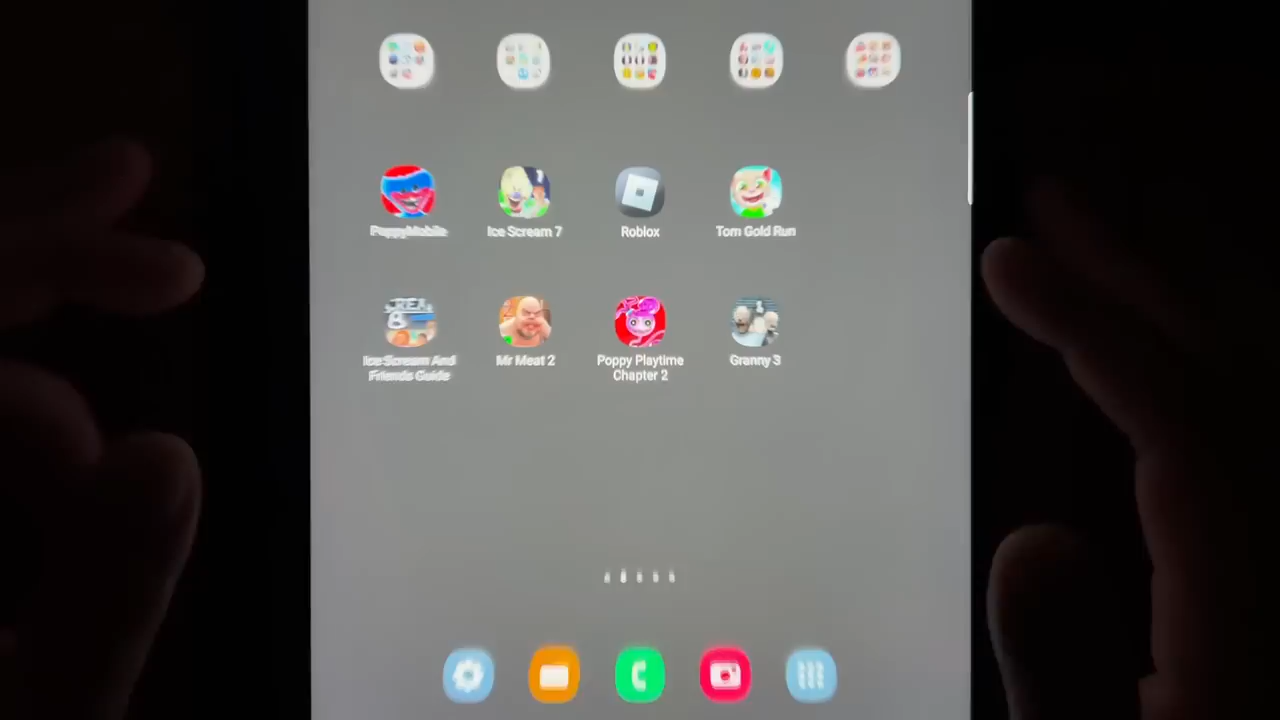 PoppyMobile
Ice Scream 7
Roblox
Tom Gold Run
Ice Scream And
Friends Guide
Mr Meat 2
Poppy Playtime
Chapter 2
Granny 3